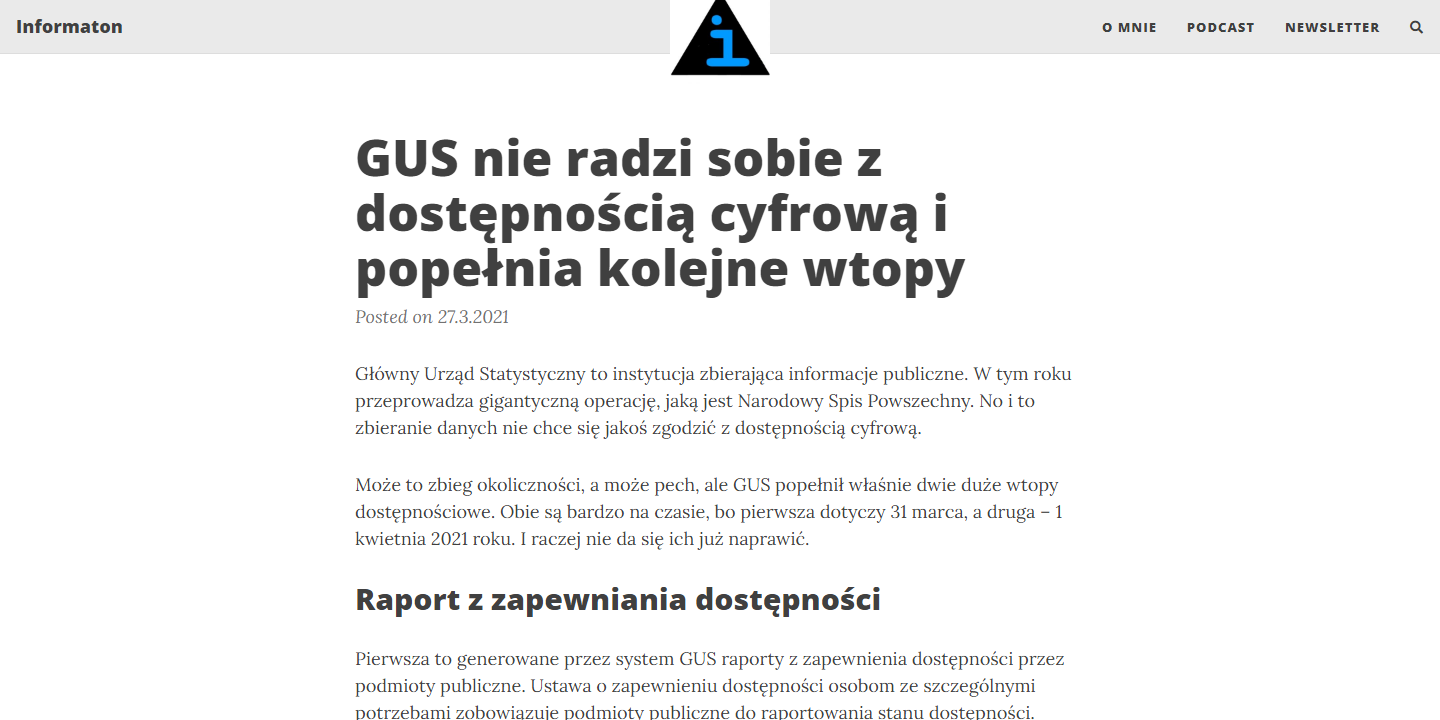 Informaton
i
O MNIE
PODCAST
NEWSLETTER
GUS nie radzi sobie z
dostępnością cyfrową i
popełnia kolejne wtopy
Posted on 27.3.2021
Główny Urząd Statystyczny to instytucja zbierająca informacje publiczne. W tym roku
przeprowadza gigantyczną operację, jaką jest Narodowy Spis Powszechny. No i to
zbieranie danych nie chce się jakoś zgodzić z dostępnością cyfrową.
Może to zbieg okoliczności, a może pech, ale GUS popełnił właśnie dwie duże wtopy
dostępnościowe. Obie są bardzo na czasie, bo pierwsza dotyczy 31 marca, a druga – 1
kwietnia 2021 roku. I raczej nie da się ich już naprawić.
Raport z zapewniania dostępności
Pierwsza to generowane przez system GUS raporty z zapewnienia dostępności przez
podmioty publiczne. Ustawa o zapewnieniu dostępności osobom ze szczególnymi
potrzebami zobowiązuje podmioty publiczne do raportowania stanu dostępności.